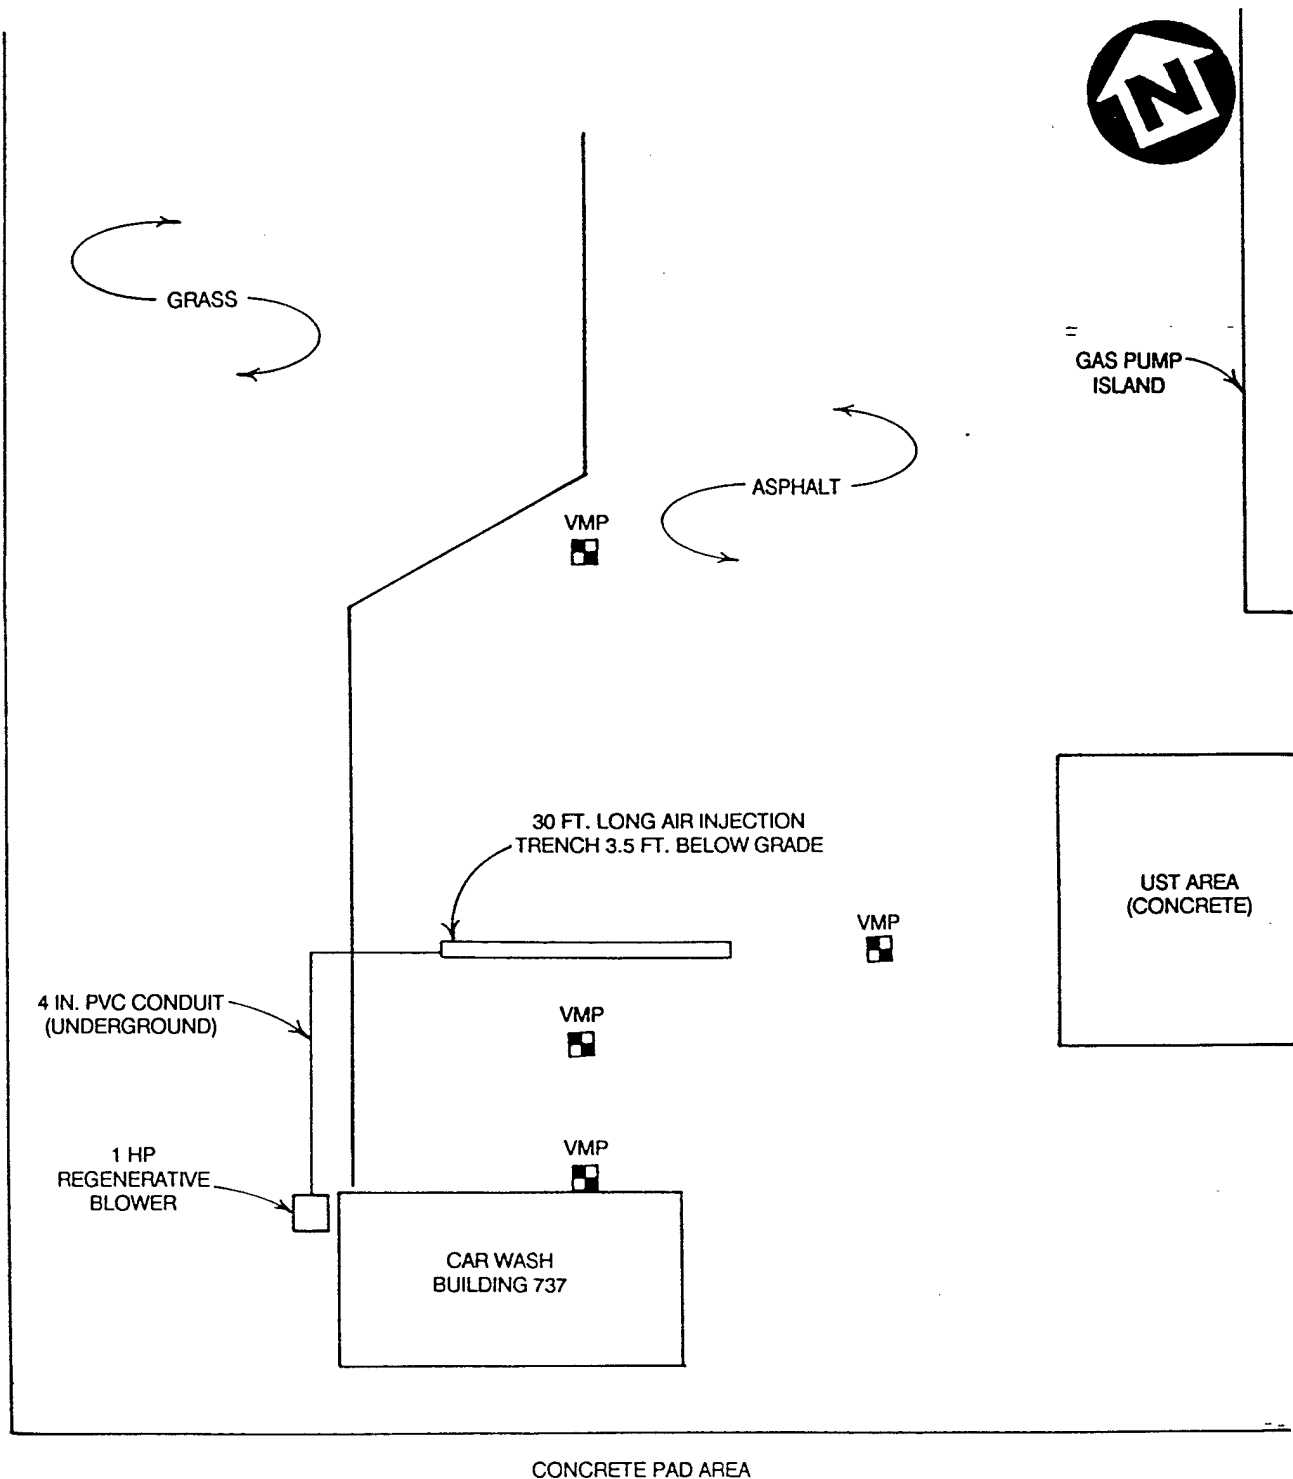 N
GRASS
GAS PUMP
ISLAND
ASPHALT
VMP
30 FT. LONG AIR INJECTION
TRENCH 3.5 FT. BELOW GRADE
UST AREA
(CONCRETE)
VMP
4 IN. PVC CONDUIT
(UNDERGROUND)
VMP
1 HP
REGENERATIVE
BLOWER
VMP
CAR WASH
BUILDING 737
CONCRETE PAD AREA